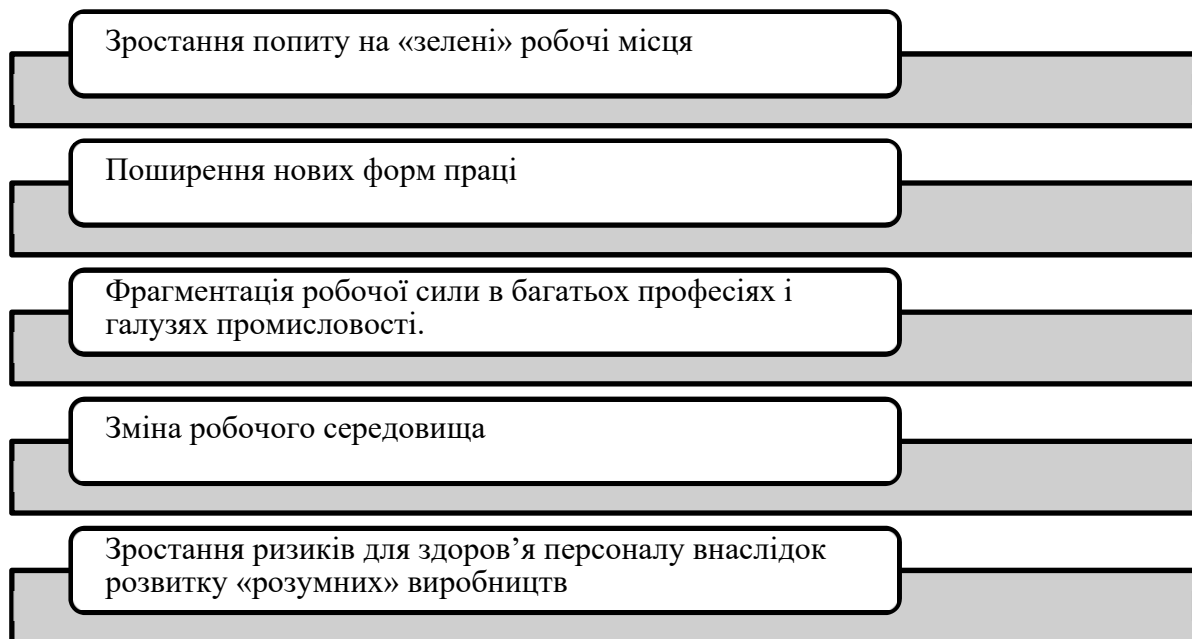 Зростання попиту на «зелені» робочі місця
Поширення нових форм праці
Фрагментація робочої сили в багатьох професіях і
галузях промисловості.
Зміна робочого середовища
Зростання ризиків для здоров’я персоналу внаслідок
розвитку «розумних» виробництв